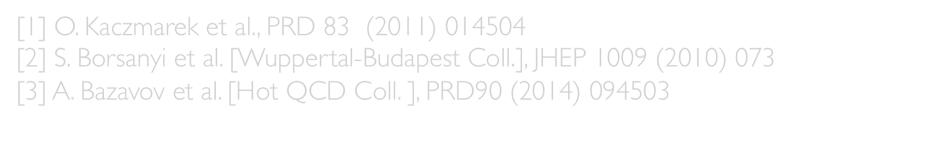 [1] O. Kaczmarek et al., PRD 83 (2011) 014504
[2] S. Borsanyi et al. [Wuppertal-Budapest Coll.], JHEP 1009 (2010) 073
[3] A. Bazavov et al. [Hot QCD Coll. ], PRD90 (2014) 094503